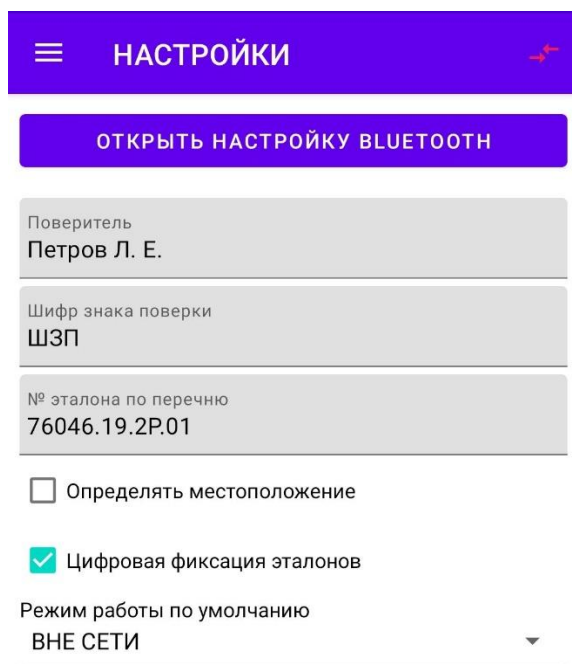 НАСТРОЙКИ
ОТКРЫТЬ НАСТРОЙКУ BLUETOOTH
Поверитель
Петров Л. Е.
Шифр знака поверки
ШЗП
№ эталона по перечню
76046.19.2Р.01
Определять местоположение
Цифровая фиксация эталонов
Режим работы по умолчанию
ВНЕ СЕТИ